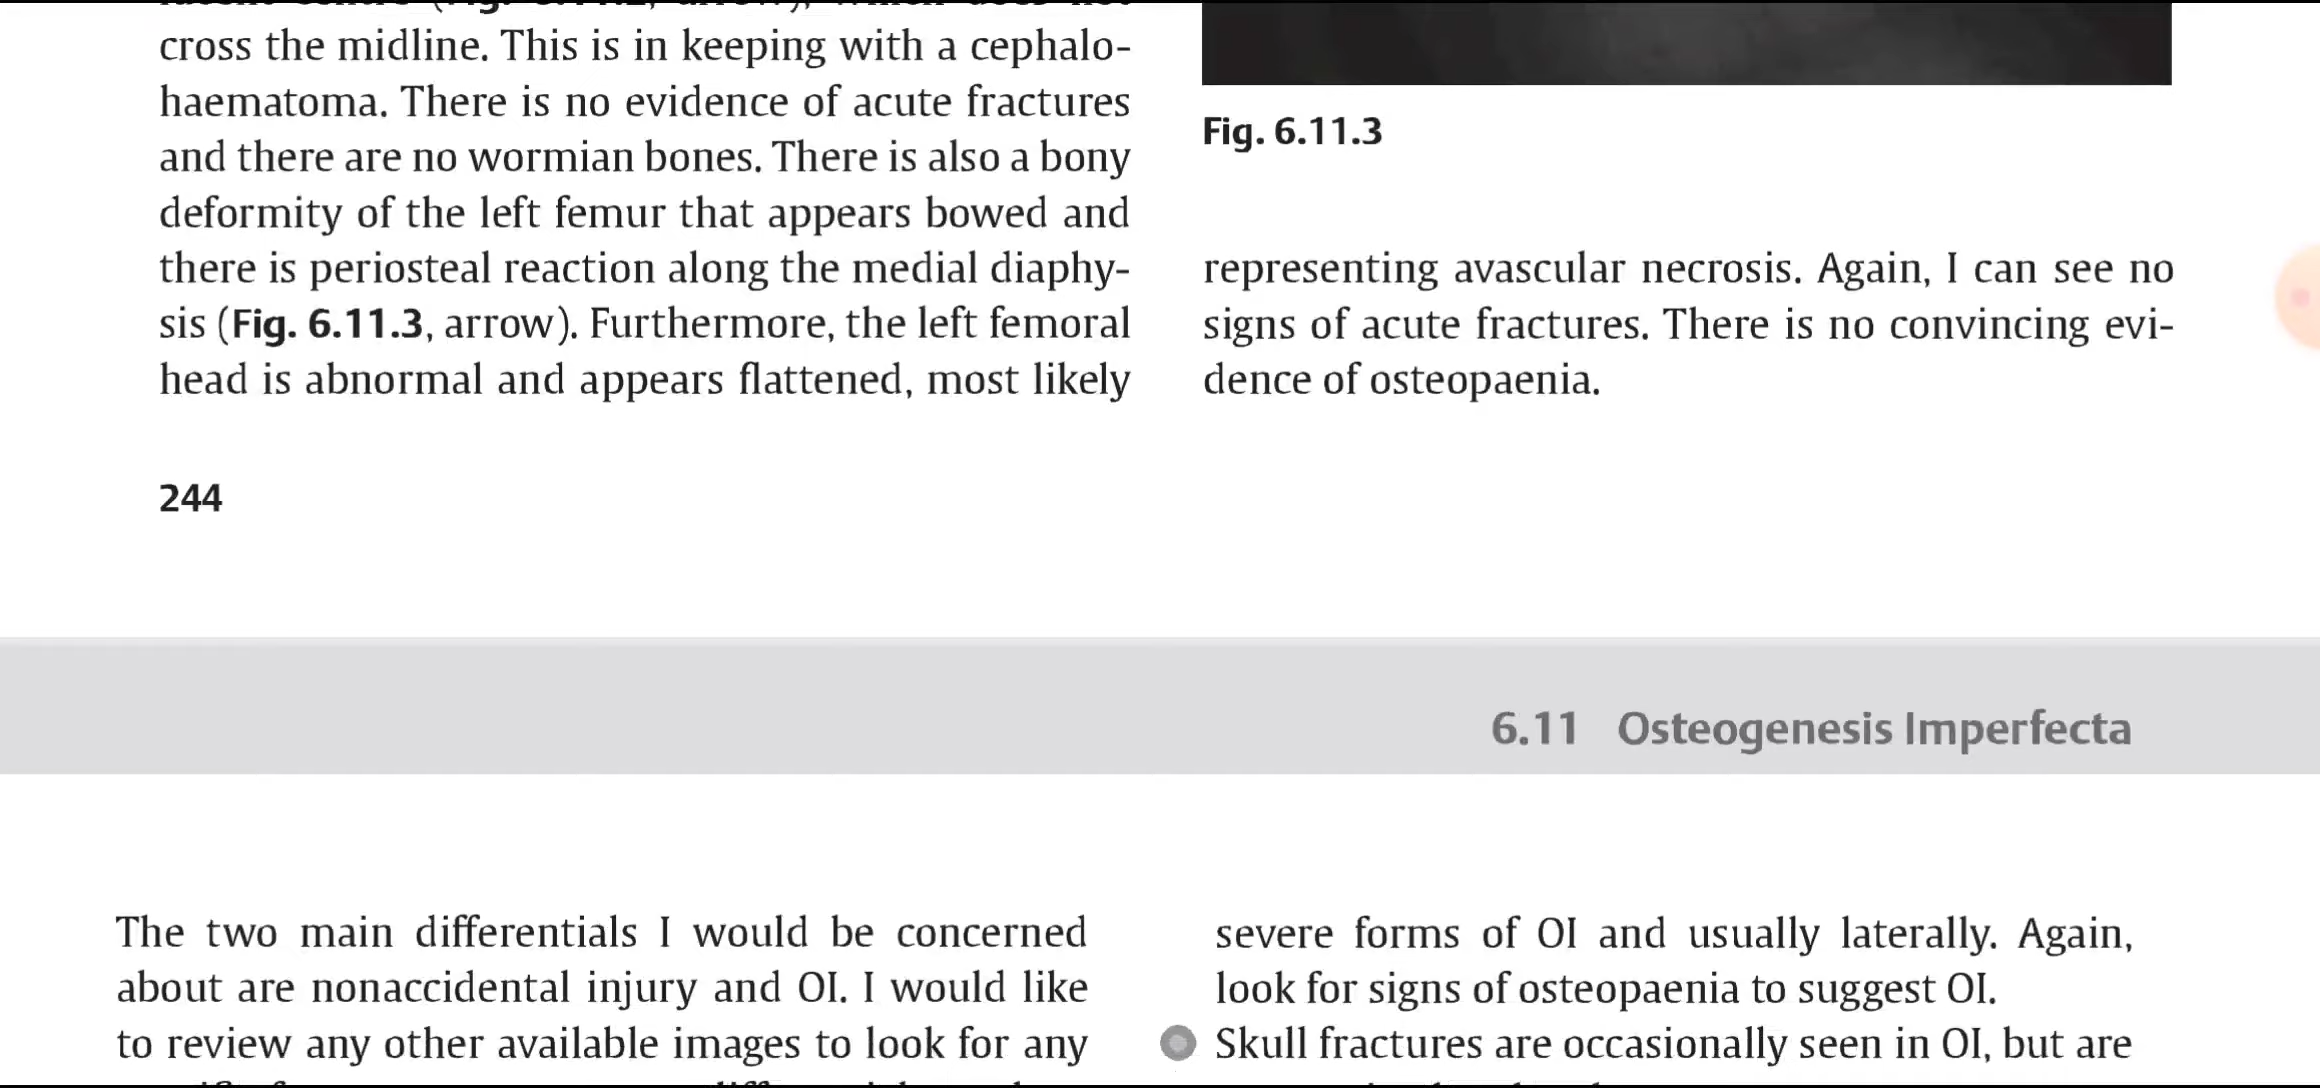 cross the midline. This is in keeping with a cephalo-
haematoma. There is no evidence of acute fractures
and there are no wormian bones. There is also a bony
deformity of the left femur that appears bowed and
there is periosteal reaction along the medial diaphy-
sis (Fig. 6.11.3, arrow). Furthermore, the left femoral
head is abnormal and appears flattened, most likely
Fig. 6.11.3
representing avascular necrosis. Again, I can see no
signs of acute fractures. There is no convincing evi-
dence of osteopaenia.
244
6.11 Osteogenesis Imperfecta
The two main differentials I would be concerned
about are nonaccidental injury and OI. I would like
to review any other available images to look for any
severe forms of OI and usually laterally. Again,
look for signs of osteopaenia to suggest OI.
Skull fractures are occasionally seen in OI, but are